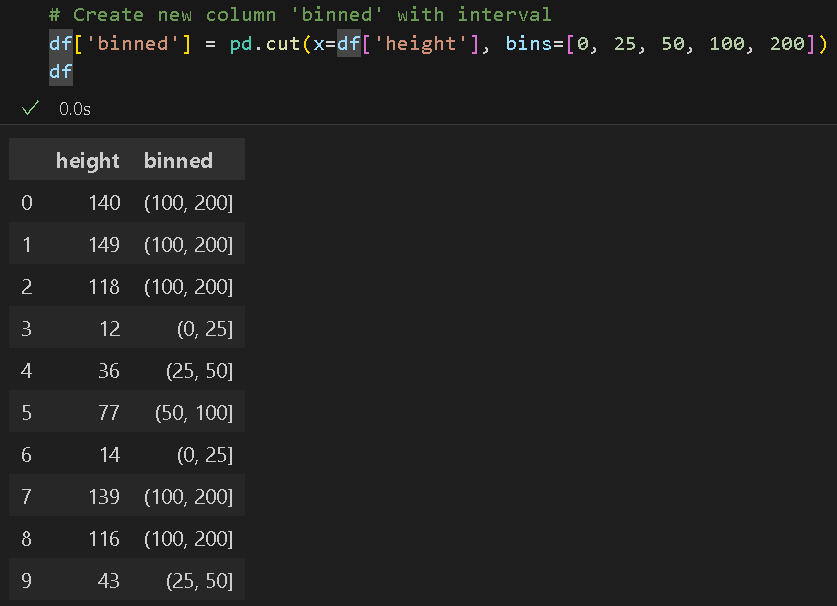 # Create new column 'binned' with interval
df['binned'] = pd.cut(x=df['height'], bins=[0, 25, 50, 100, 200])
df
0.0s
height binned
0 140 (100, 200]
1 149 (100, 200]
2 118 (100, 200]
3 12 (0, 25]
4 36 (25, 50]
5 77 (50, 100]
6 14 (0, 25]
7 139 (100, 200]
8 116 (100, 200]
9 43 (25, 50]